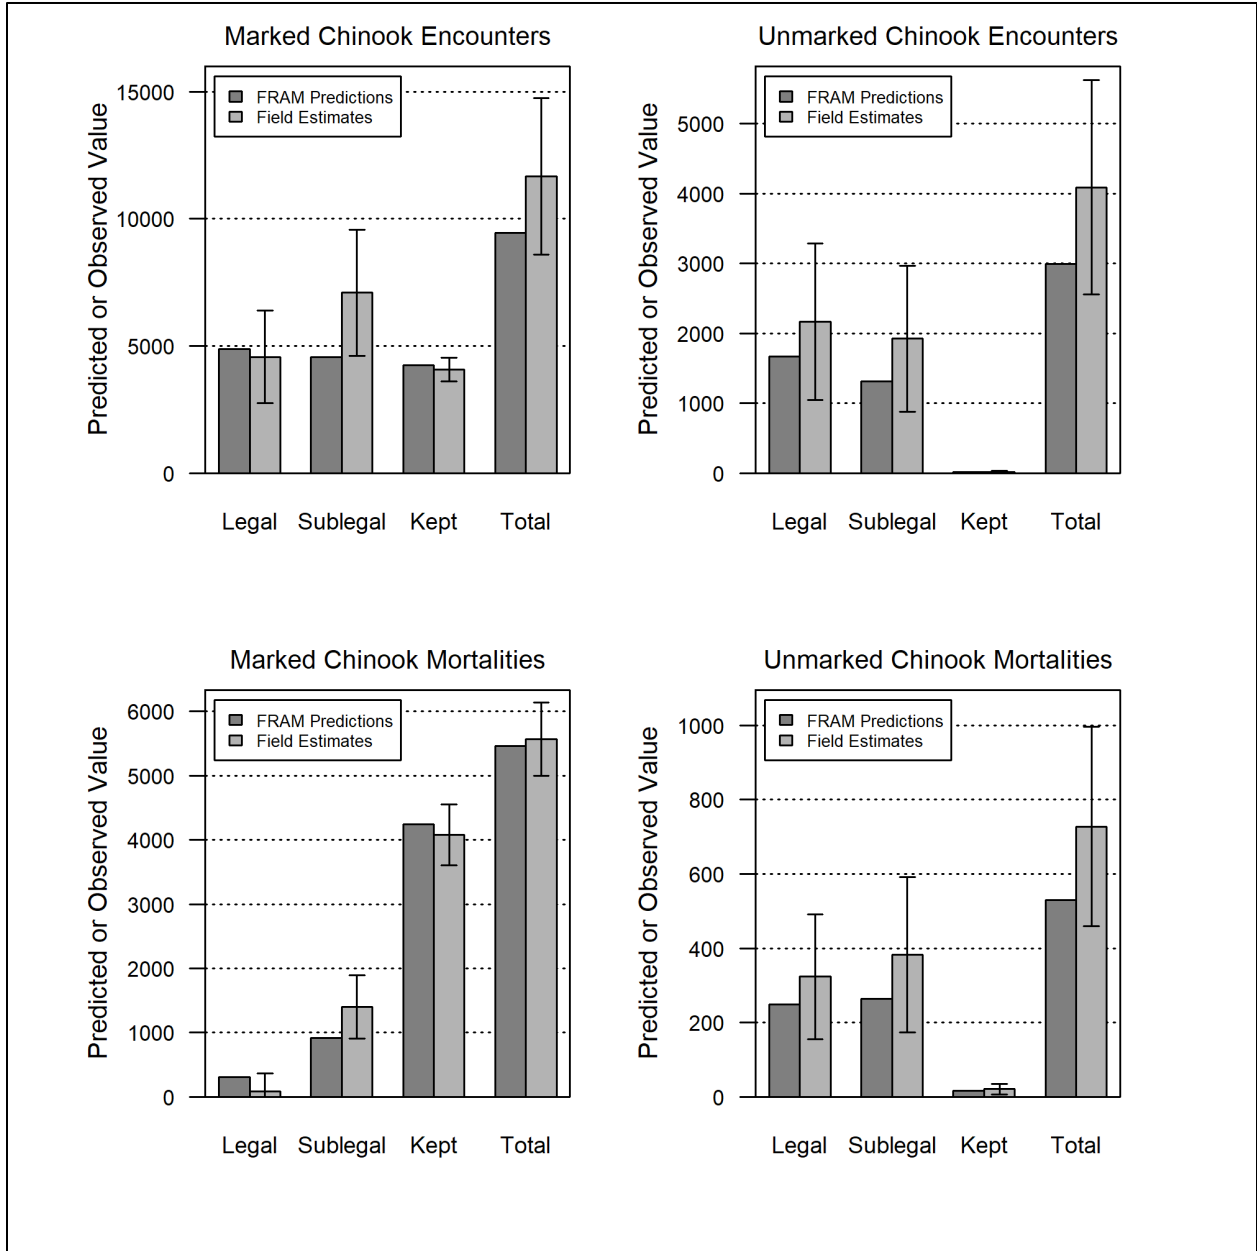 Marked Chinook Encounters
Predicted or Observed Value
15000
10000
5000
0
FRAM Predictions
Field Estimates
Legal Sublegal Kept Total
Unmarked Chinook Encounters
Predicted or Observed Value
5000
4000
3000
2000
1000
0
FRAM Predictions
Field Estimates
Legal Sublegal Kept Total
Marked Chinook Mortalities
Predicted or Observed Value
6000
5000
4000
3000
2000
1000
0
FRAM Predictions
Field Estimates
Legal Sublegal Kept Total
Unmarked Chinook Mortalities
Predicted or Observed Value
1000
800
600
400
200
0
FRAM Predictions
Field Estimates
Legal Sublegal Kept Total